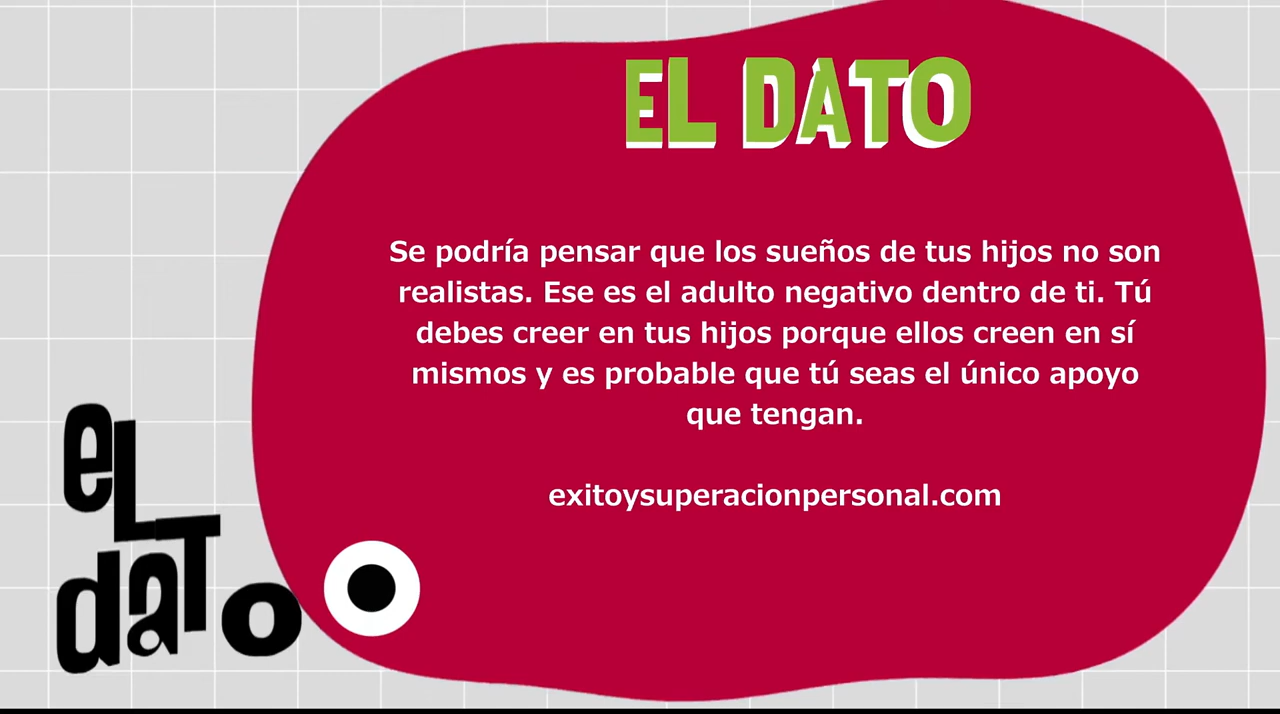 EL DATO
Se podría pensar que los sueños de tus hijos no son
realistas. Ese es el adulto negativo dentro de ti. Tú
debes creer en tus hijos porque ellos creen en sí
mismos y es probable que tú seas el único apoyo
que tengan.
exitoysuperacionpersonal.com
eL
daTo